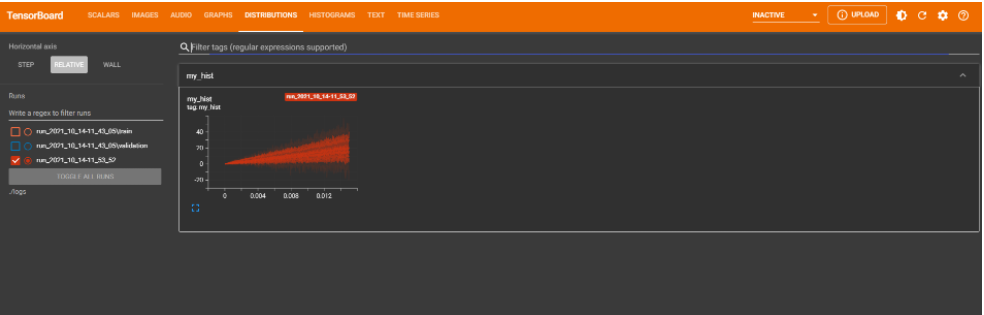 TensorBoard SCALARS IMAGES AUDIO GRAPHS DISTRIBUTIONS HISTOGRAMS TEXT TIME SERIES INACTIVE UPLOAD
Horizontal axis
STEP RELATIVE WALL
Runs
Write a regex to filter runs
run_2021_10_14-11_43_05\train
run_2021_10_14-11_43_05\validation
run_2021_10_14-11_53_52
TOGGLE ALL RUNS
./logs
Filter tags (regular expressions supported)
my_hist
my_hist run_2021_10_14-11_53_52
tag: my_hist
40
20
0
-20
0 0.004 0.008 0.012